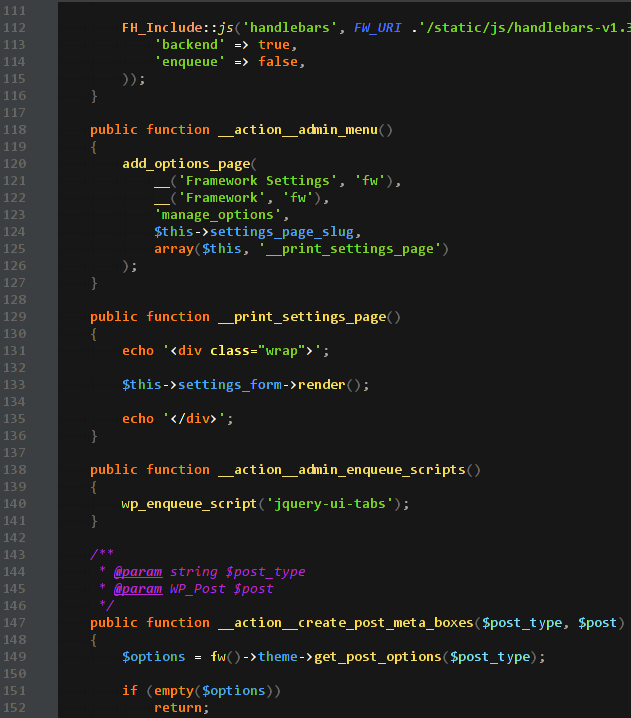 111
112 FH_Include::js('handlebars', FW_URI .'/static/js/handlebars-v1.3
113 'backend' => true,
114 'enqueue' => false,
115 ));
116 }
117
118 public function __action__admin_menu()
119 {
120 add_options_page(
121 __('Framework Settings', 'fw'),
122 __('Framework', 'fw'),
123 'manage_options',
124 $this->settings_page_slug,
125 array($this, '__print_settings_page')
126 );
127 }
128
129 public function __print_settings_page()
130 {
131 echo '<div class="wrap">';
132
133 $this->settings_form->render();
134
135 echo '</div>';
136 }
137
138 public function __action__admin_enqueue_scripts()
139 {
140 wp_enqueue_script('jquery-ui-tabs');
141 }
142
143 /**
144 * @param string $post_type
145 * @param WP_Post $post
146 */
147 public function __action__create_post_meta_boxes($post_type, $post)
148 {
149 $options = fw()->theme->get_post_options($post_type);
150
151 if (empty($options))
152 return;